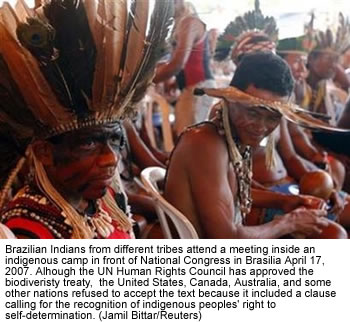 Brazilian Indians from different tribes attend a meeting inside an
indigenous camp in front of National Congress in Brasilia April 17,
2007. Alhough the UN Human Rights Council has approved the
biodiveristy treaty,  the United States, Canada, Australia, and some
other nations refused to accept the text because it included a clause
calling for the recognition of indigenous peoples' right to
self-determination. (Jamil Bittar/Reuters)